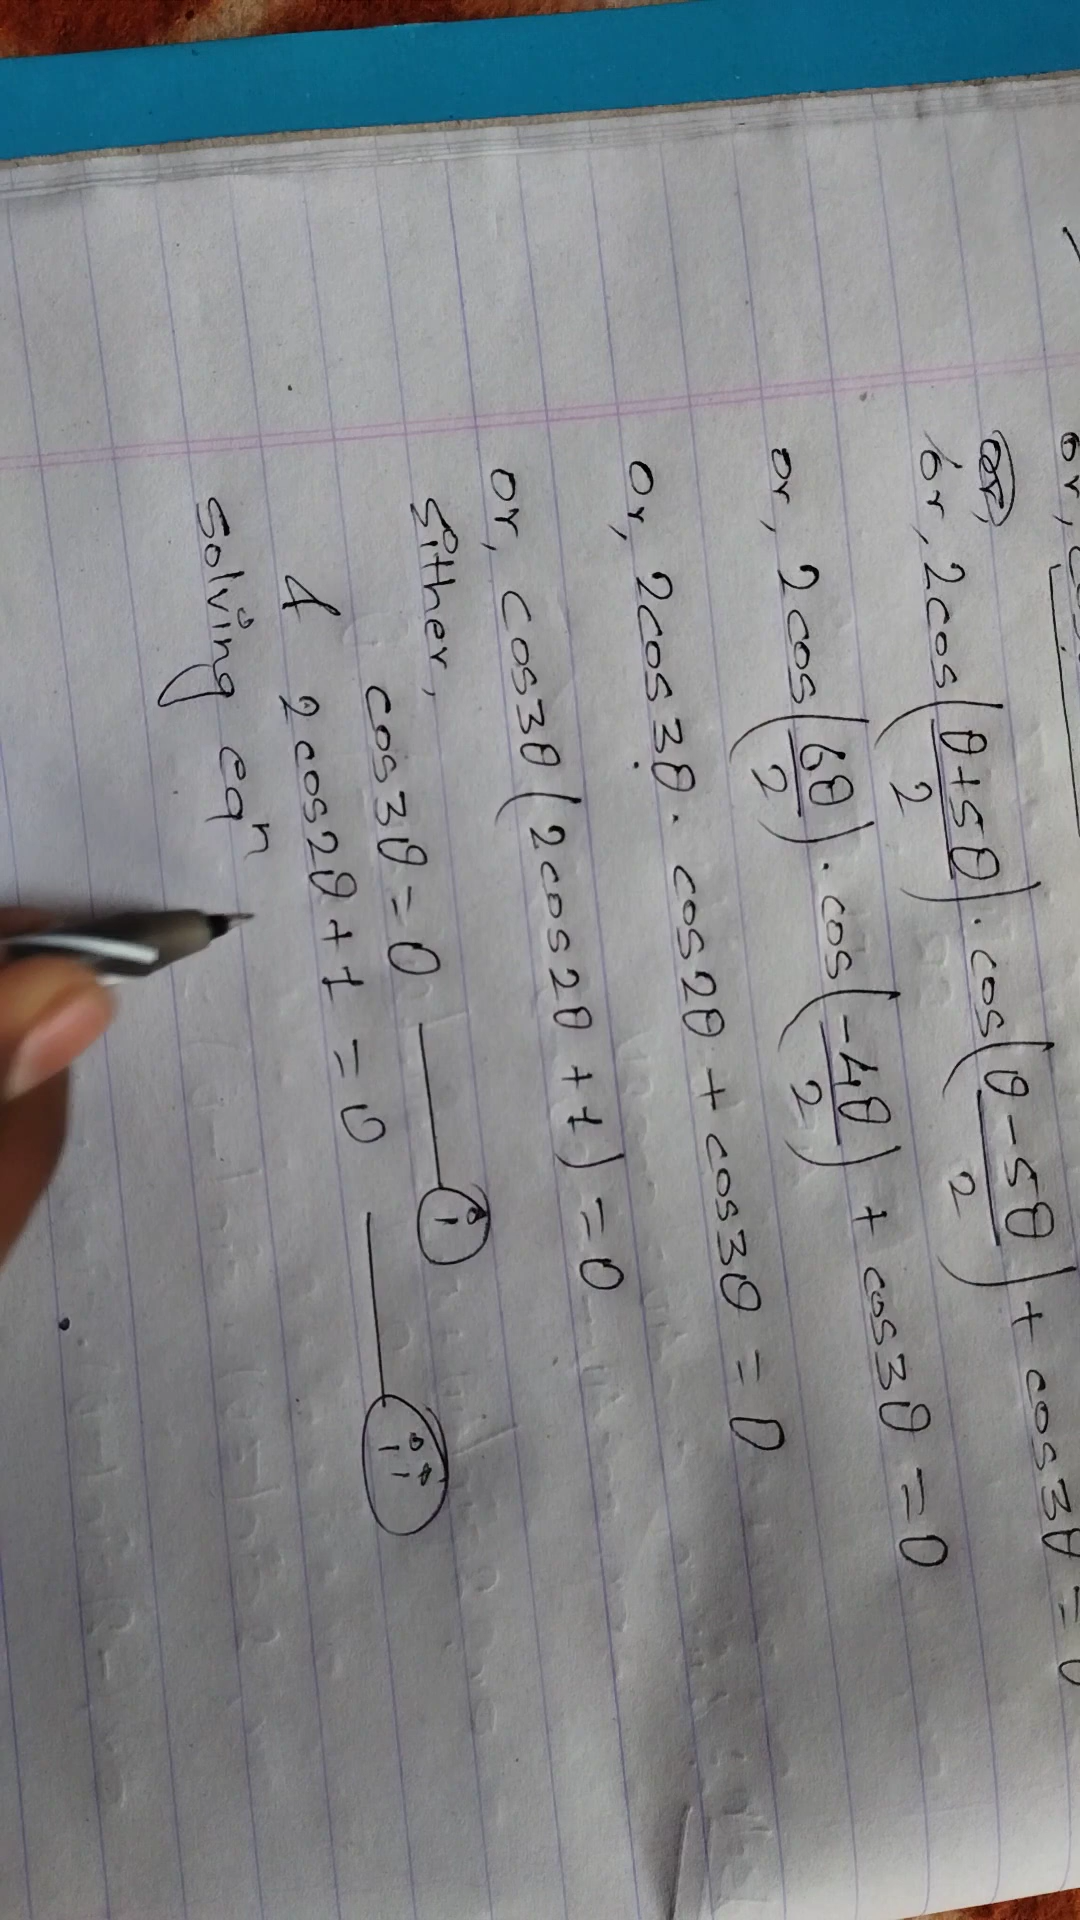 or,
or, 2cos(θ+5θ/2).cos(θ-5θ/2) + cos3θ = 0
or, 2cos(6θ/2).cos(-4θ/2) + cos3θ = 0
or, 2cos3θ. cos2θ + cos3θ = 0
or, cos3θ(2cos2θ + 1) = 0
Either,
cos3θ = 0 — i
& 2cos2θ + 1 = 0 — ii
solving eqn